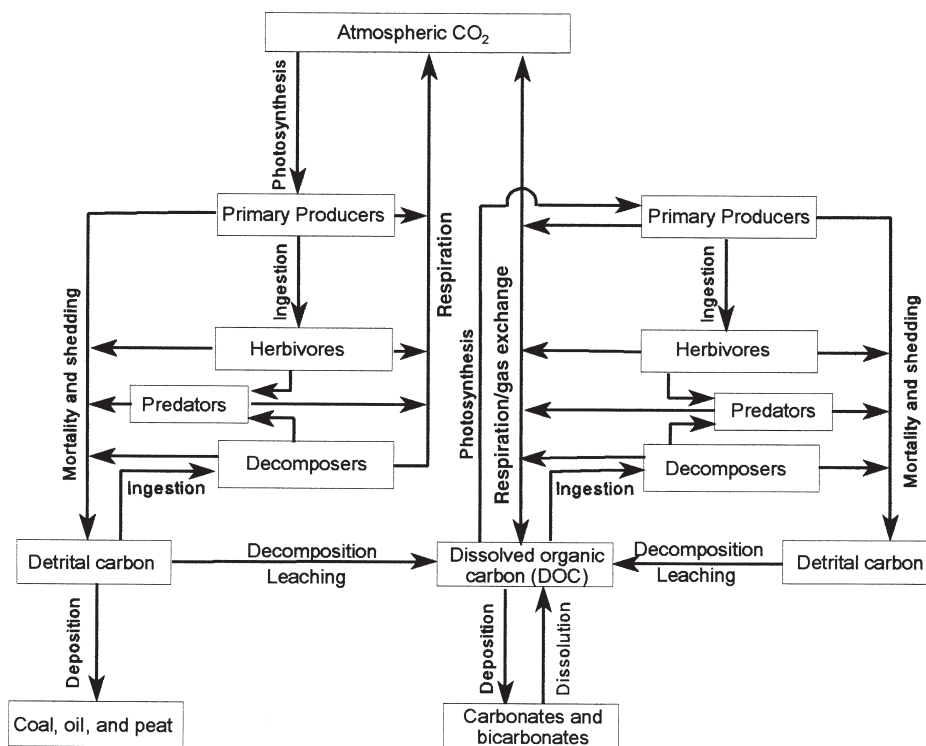 Atmospheric CO₂
Photosynthesis
Respiration
Primary Producers
Ingestion
Herbivores
Predators
Decomposers
Mortality and shedding
Ingestion
Detrital carbon
Decomposition
Leaching
Deposition
Coal, oil, and peat
Photosynthesis
Respiration/gas exchange
Primary Producers
Ingestion
Herbivores
Predators
Decomposers
Mortality and shedding
Ingestion
Dissolved organic
carbon (DOC)
Decomposition
Leaching
Detrital carbon
Deposition
Dissolution
Carbonates and
bicarbonates